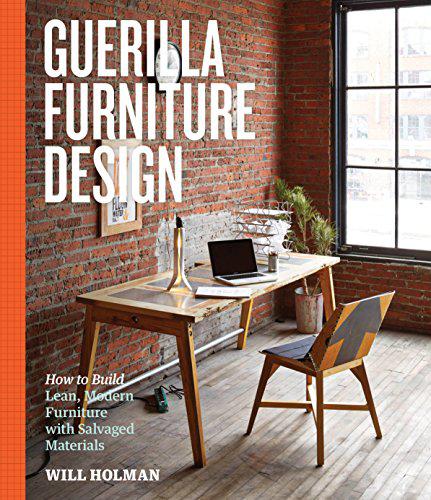 GUERILLA
FURNITURE
DESIGN
How to Build
Lean, Modern
Furniture
with Salvaged
Materials
WILL HOLMAN